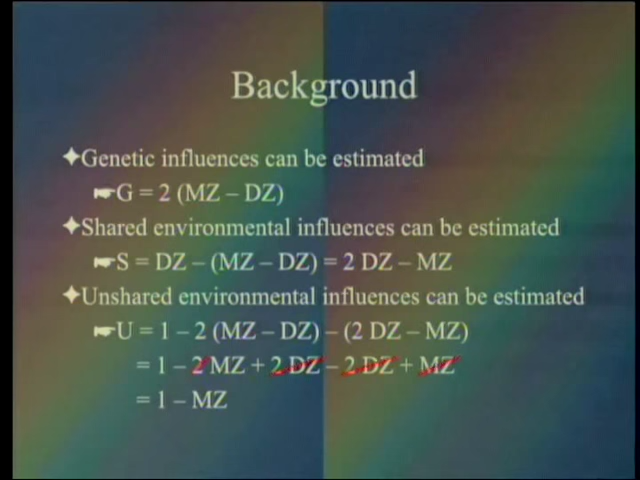 Background
Genetic influences can be estimated
G = 2 (MZ – DZ)
Shared environmental influences can be estimated
S = DZ – (MZ – DZ) = 2 DZ – MZ
Unshared environmental influences can be estimated
U = 1 – 2 (MZ – DZ) – (2 DZ – MZ)
= 1 – 2 MZ + 2 DZ – 2 DZ + MZ
= 1 – MZ